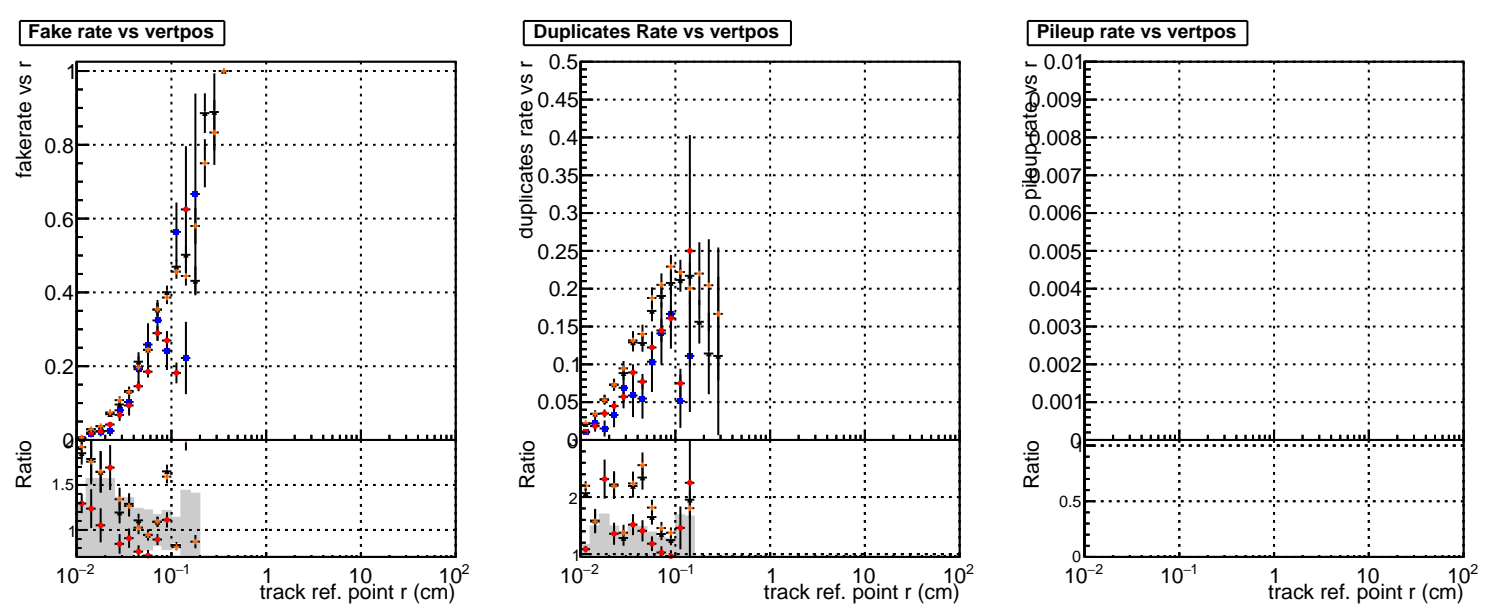 Fake rate vs vertpos
fakerate vs r
1
0.8
0.6
0.4
0.2
0
Ratio
1.5
1
10⁻² 10⁻¹ 1 10 10²
track ref. point r (cm)
Duplicates Rate vs vertpos
duplicates rate vs r
0.5
0.45
0.4
0.35
0.3
0.25
0.2
0.15
0.1
0.05
0
Ratio
2
1
10⁻² 10⁻¹ 1 10 10²
track ref. point r (cm)
Pileup rate vs vertpos
pileup rate vs r
0.01
0.009
0.008
0.007
0.006
0.005
0.004
0.003
0.002
0.001
0
Ratio
1
0.5
0
10⁻² 10⁻¹ 1 10 10²
track ref. point r (cm)